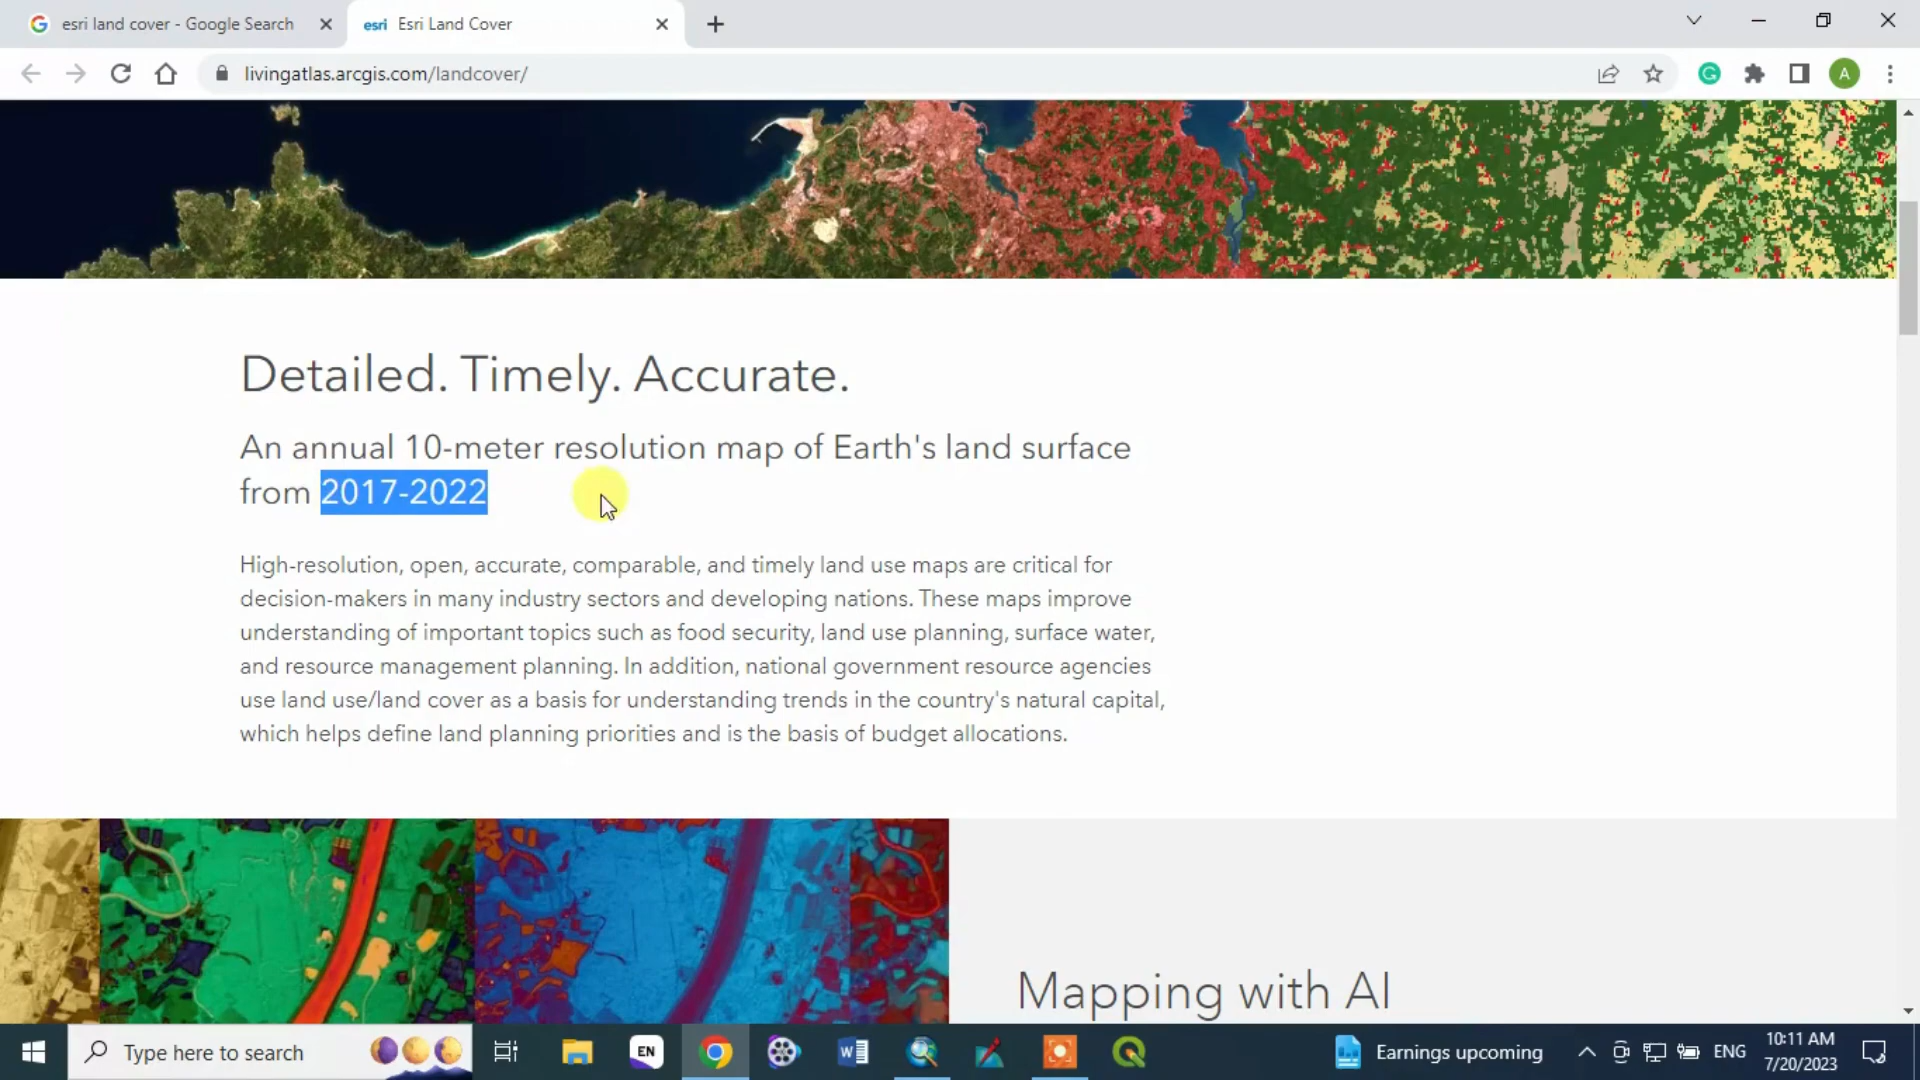 esri land cover - Google Search
esri Esri Land Cover
livingatlas.arcgis.com/landcover/
G
A
Detailed. Timely. Accurate.
An annual 10-meter resolution map of Earth's land surface
from 2017-2022
High-resolution, open, accurate, comparable, and timely land use maps are critical for
decision-makers in many industry sectors and developing nations. These maps improve
understanding of important topics such as food security, land use planning, surface water,
and resource management planning. In addition, national government resource agencies
use land use/land cover as a basis for understanding trends in the country's natural capital,
which helps define land planning priorities and is the basis of budget allocations.
Mapping with AI
Type here to search
EN
W
Earnings upcoming
ENG
10:11 AM
7/20/2023